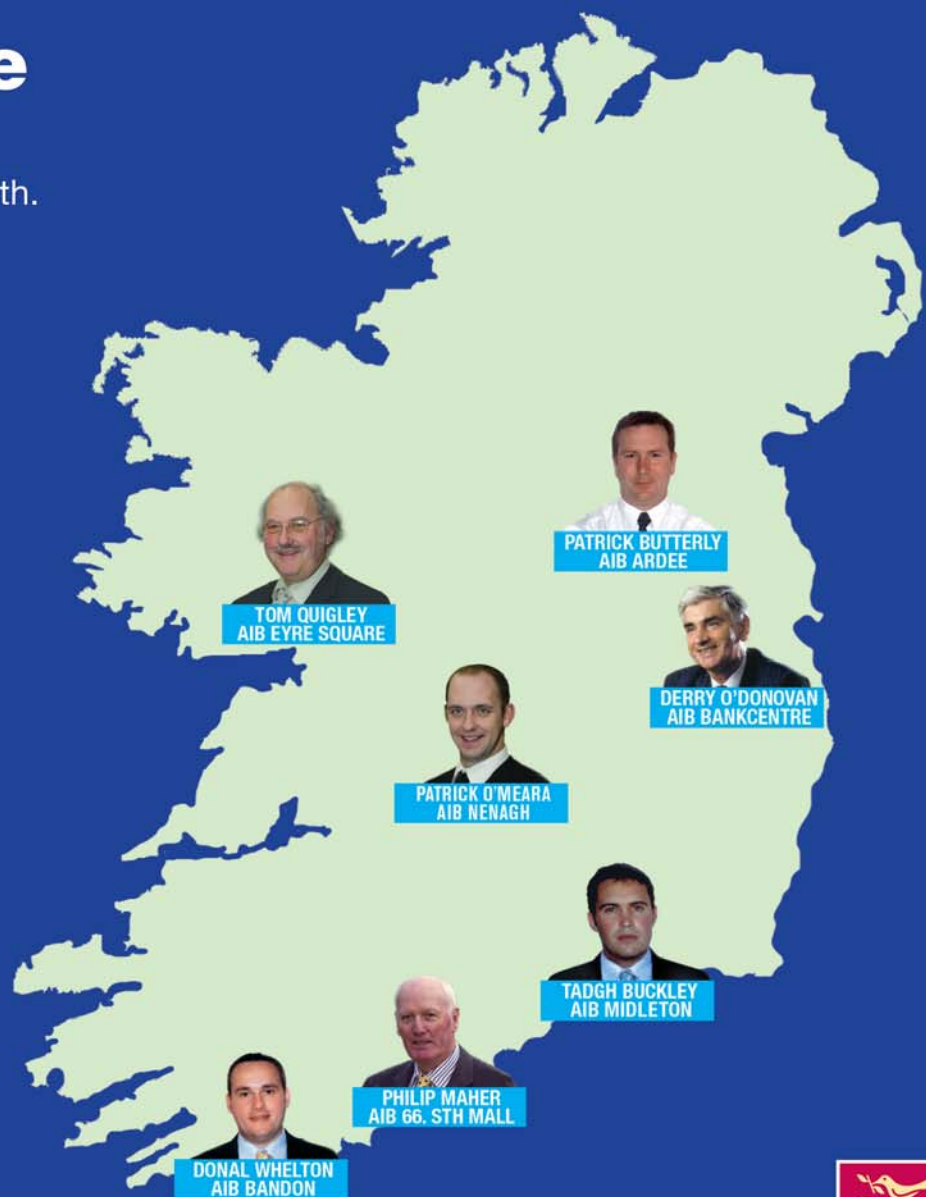 e
th.
PATRICK BUTTERLY
AIB ARDEE
TOM QUIGLEY
AIB EYRE SQUARE
DERRY O'DONOVAN
AIB BANKCENTRE
PATRICK O'MEARA
AIB NENAGH
TADGH BUCKLEY
AIB MIDLETON
PHILIP MAHER
AIB 66. STH MALL
DONAL WHELTON
AIB BANDON